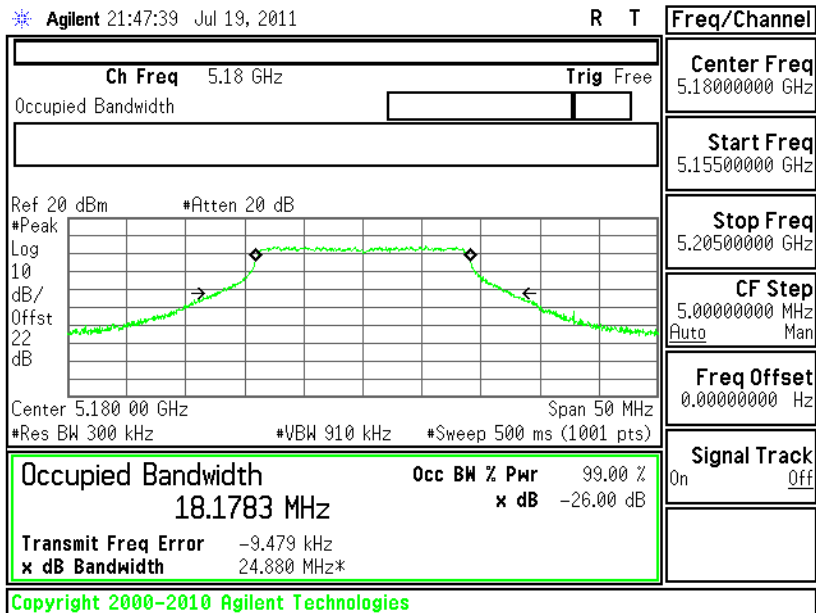 Agilent 21:47:39 Jul 19, 2011 R T
Freq/Channel
Ch Freq 5.18 GHz Trig Free
Occupied Bandwidth
Center Freq
5.18000000 GHz
Start Freq
5.15500000 GHz
Stop Freq
5.20500000 GHz
CF Step
5.00000000 MHz
Auto Man
Freq Offset
0.00000000 Hz
Signal Track
On Off
Ref 20 dBm #Atten 20 dB
#Peak
Log
10
dB/
Offst
22
dB
Center 5.180 00 GHz Span 50 MHz
#Res BW 300 kHz #VBW 910 kHz #Sweep 500 ms (1001 pts)
Occupied Bandwidth Occ BW % Pwr 99.00 %
18.1783 MHz x dB -26.00 dB
Transmit Freq Error -9.479 kHz
x dB Bandwidth 24.880 MHz*
Copyright 2000-2010 Agilent Technologies